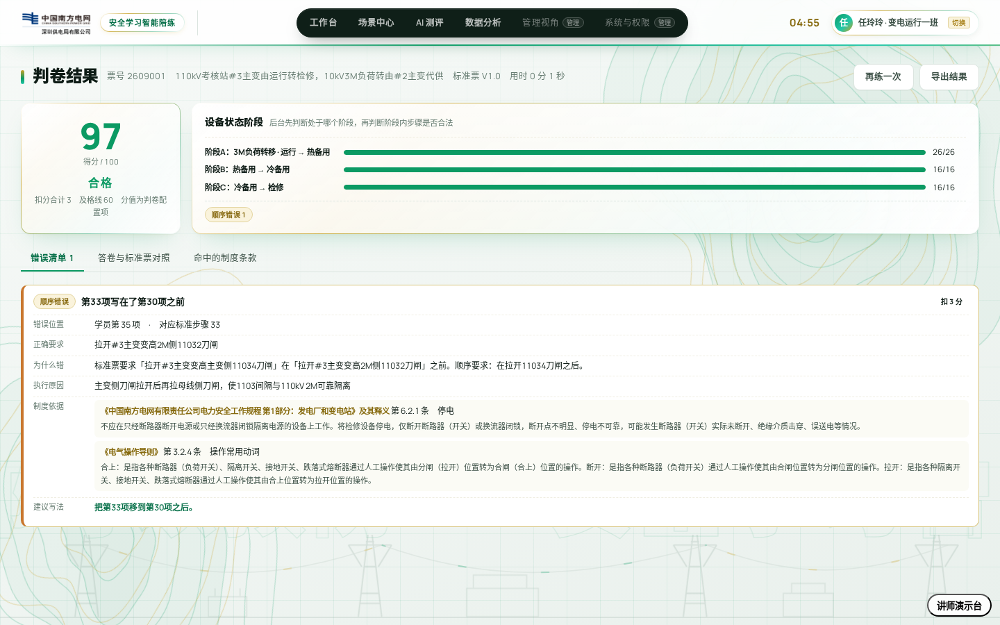 中国南方电网
CHINA SOUTHERN POWER GRID
深圳供电局有限公司
安全学习智能陪练
工作台 场景中心 AI 测评 数据分析 管理视角 管理 系统与权限 管理
04:55
任 任玲玲 · 变电运行一班 切换
判卷结果 票号 2609001 110kV考核站#3主变由运行转检修，10kV3M负荷转由#2主变代供 标准票 V1.0 用时 0 分 1 秒
再练一次 导出结果
97
得分 / 100
合格
扣分合计 3 及格线 60 分值为判卷配
置项
设备状态阶段 后台先判断处于哪个阶段，再判断阶段内步骤是否合法
阶段A：3M负荷转移 · 运行 → 热备用 26/26
阶段B：热备用 → 冷备用 16/16
阶段C：冷备用 → 检修 16/16
顺序错误 1
错误清单 1 答卷与标准票对照 命中的制度条款
顺序错误 第33项写在了第30项之前 扣 3 分
错误位置 学员第 35 项 · 对应标准步骤 33
正确要求 拉开#3主变变高2M侧11032刀闸
为什么错 标准票要求「拉开#3主变变高主变侧11034刀闸」在「拉开#3主变变高2M侧11032刀闸」之前。顺序要求：在拉开11034刀闸之后。
执行原因 主变侧刀闸拉开后再拉母线侧刀闸，使1103间隔与110kV 2M可靠隔离
制度依据 《中国南方电网有限责任公司电力安全工作规程 第1部分：发电厂和变电站》及其释义 第 6.2.1 条 停电
不应在只经断路器断开电源或只经换流器闭锁隔离电源的设备上工作。将检修设备停电，仅断开断路器（开关）或换流器闭锁，断开点不明显、停电不可靠，可能发生断路器（开关）实际未断开、绝缘介质击穿、误送电等情况。
《电气操作导则》 第 3.2.4 条 操作常用动词
合上：是指各种断路器（负荷开关）、隔离开关、接地开关、跌落式熔断器通过人工操作使其由分闸（拉开）位置转为合闸（合上）位置的操作。断开：是指各种断路器（负荷开关）通过人工操作使其由合闸位置转为分闸位置的操作。拉开：是指各种隔离开
关、接地开关、跌落式熔断器通过人工操作使其由合上位置转为拉开位置的操作。
建议写法 把第33项移到第30项之后。
讲师演示台